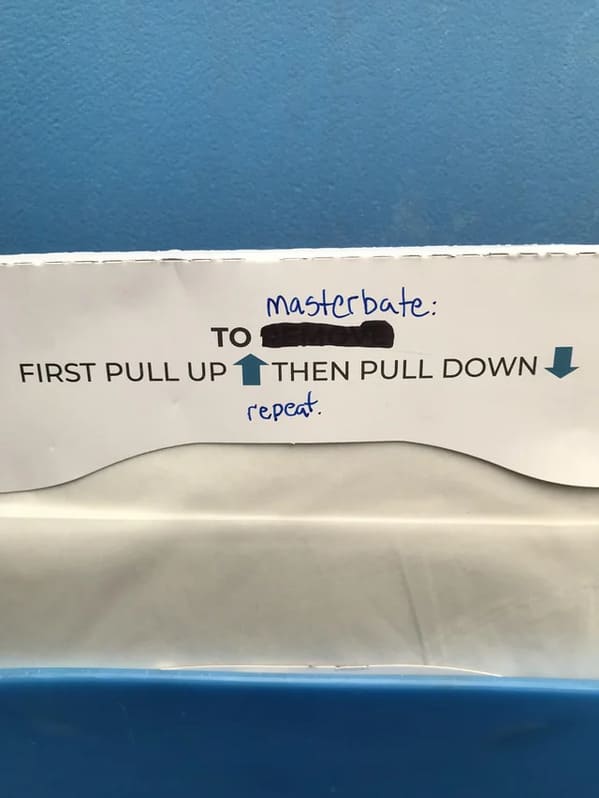 masterbate:
TO
FIRST PULL UP THEN PULL DOWN
repeat.